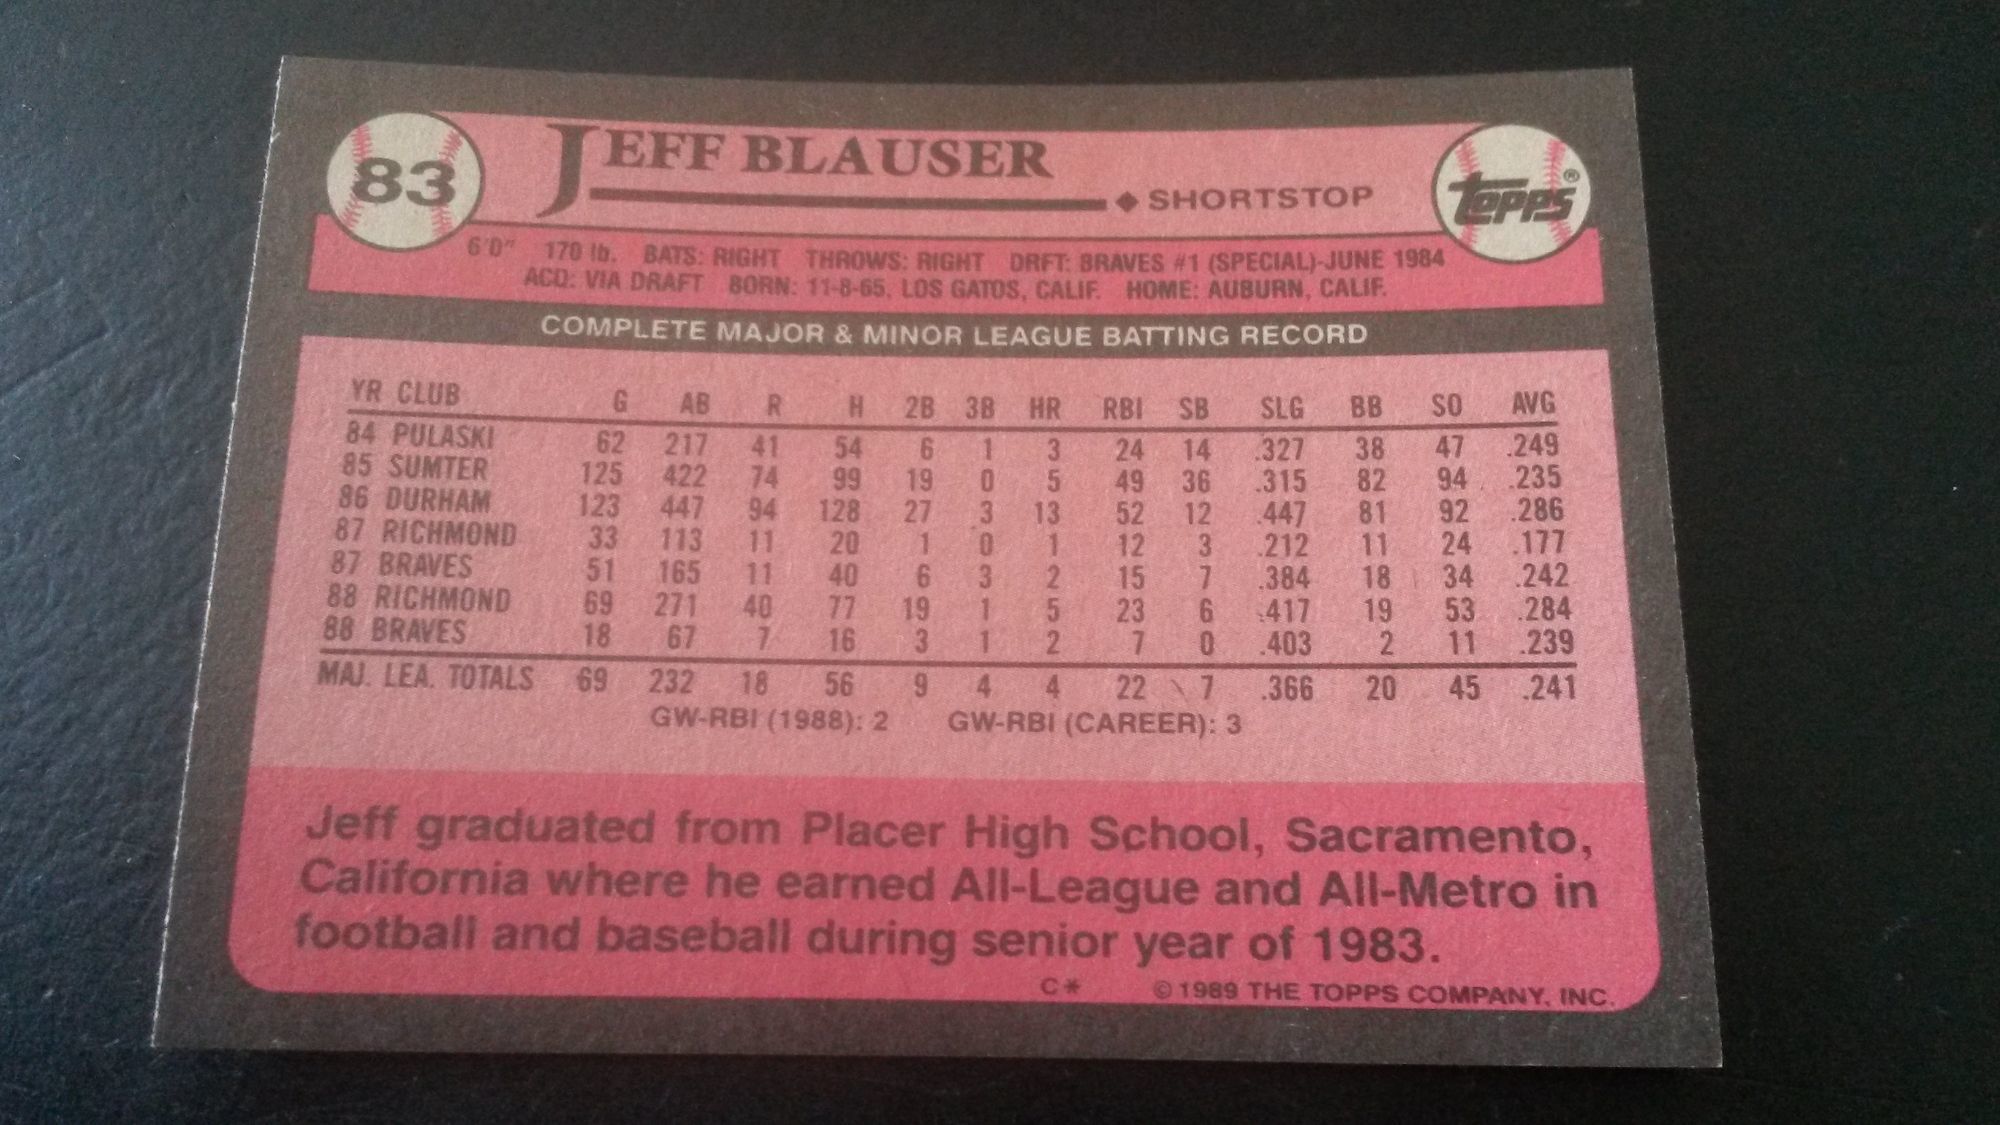 83
JEFF BLAUSER
◆ SHORTSTOP
topps®
6'0" 170 lb. BATS: RIGHT THROWS: RIGHT DRFT: BRAVES #1 (SPECIAL)-JUNE 1984
ACQ: VIA DRAFT BORN: 11-8-65, LOS GATOS, CALIF. HOME: AUBURN, CALIF.
COMPLETE MAJOR & MINOR LEAGUE BATTING RECORD
YR CLUB G AB R H 2B 3B HR RBI SB SLG BB SO AVG
84 PULASKI 62 217 41 54 6 1 3 24 14 .327 38 47 .249
85 SUMTER 125 422 74 99 19 0 5 49 36 .315 82 94 .235
86 DURHAM 123 447 94 128 27 3 13 52 12 .447 81 92 .286
87 RICHMOND 33 113 11 20 1 0 1 12 3 .212 11 24 .177
87 BRAVES 51 165 11 40 6 3 2 15 7 .384 18 34 .242
88 RICHMOND 69 271 40 77 19 1 5 23 6 .417 19 53 .284
88 BRAVES 18 67 7 16 3 1 2 7 0 .403 2 11 .239
MAJ. LEA. TOTALS 69 232 18 56 9 4 4 22 7 .366 20 45 .241
GW-RBI (1988): 2 GW-RBI (CAREER): 3
Jeff graduated from Placer High School, Sacramento,
California where he earned All-League and All-Metro in
football and baseball during senior year of 1983.
C* © 1989 THE TOPPS COMPANY, INC.